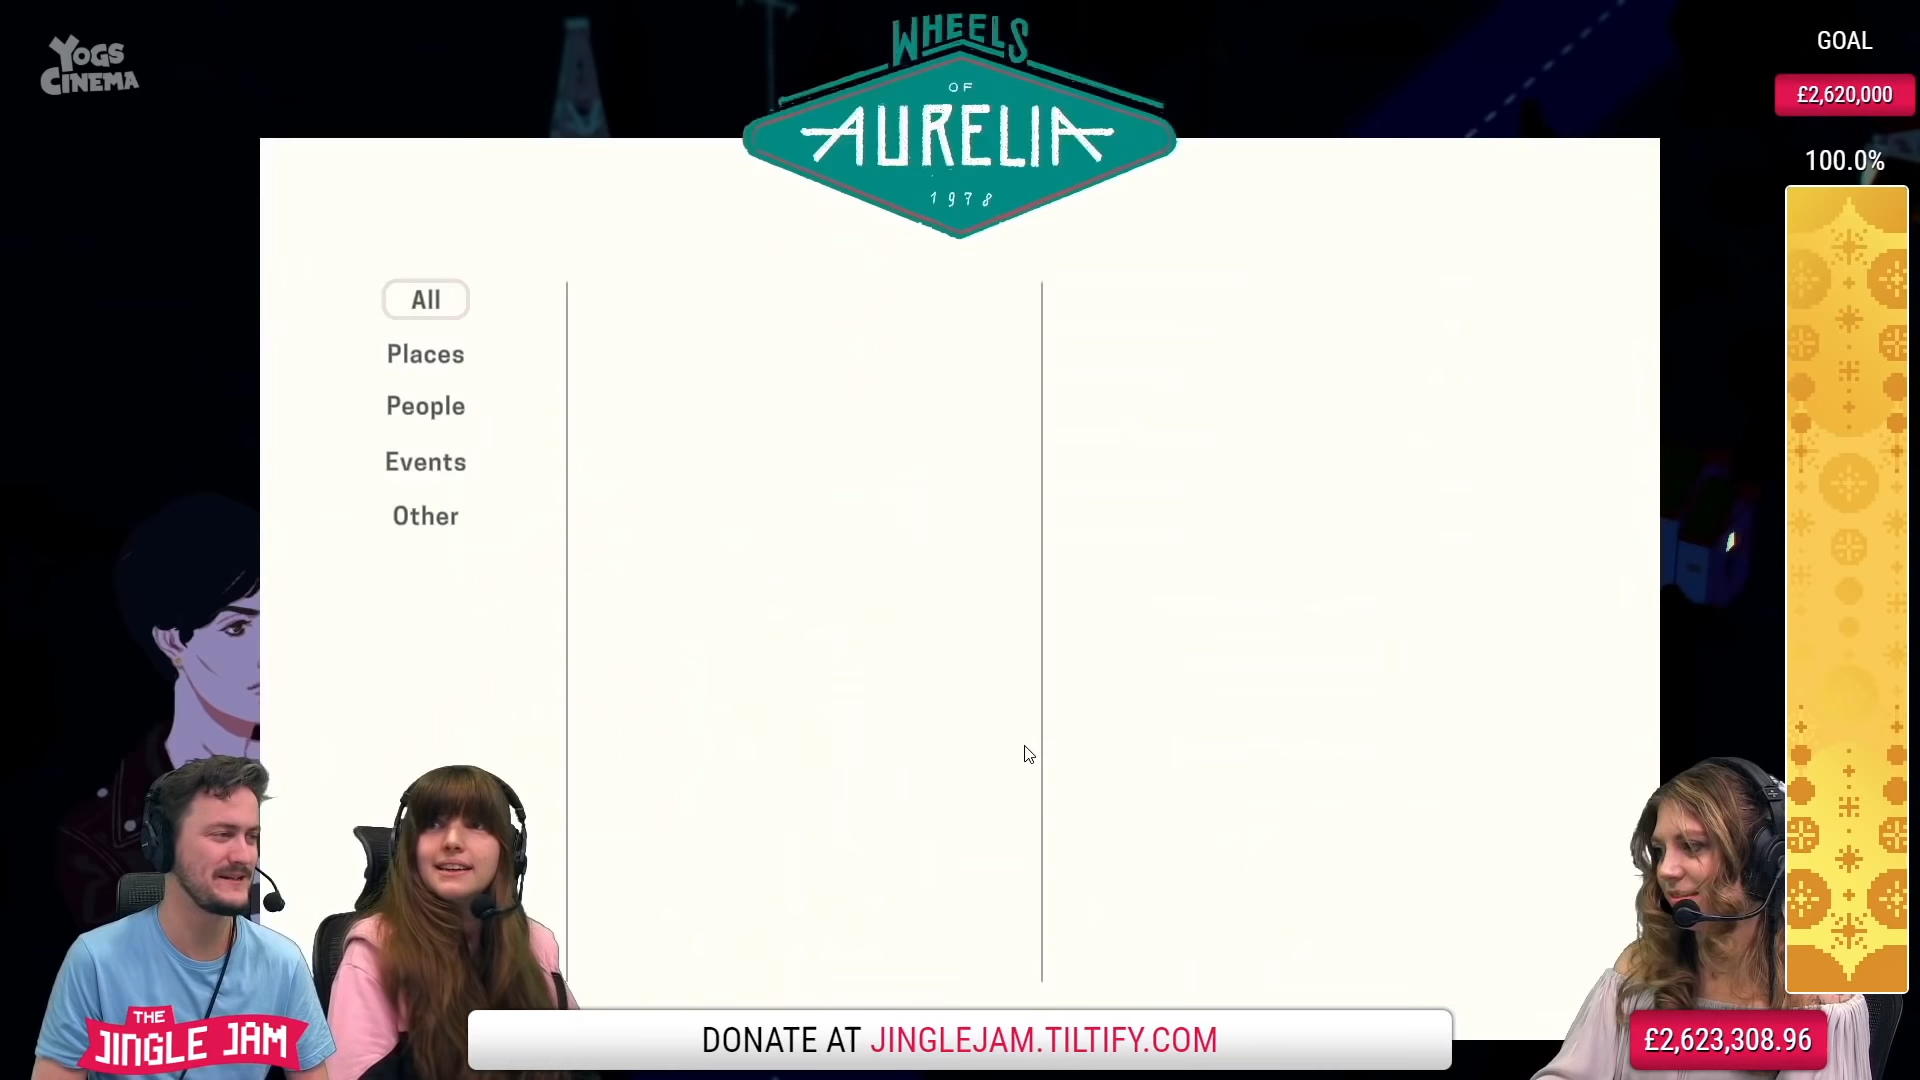 YOGS
CINEMA
WHEELS
OF
AURELIA
1978
GOAL
£2,620,000
100.0%
All
Places
People
Events
Other
THE
JINGLE JAM
DONATE AT JINGLEJAM.TILTIFY.COM
£2,623,308.96